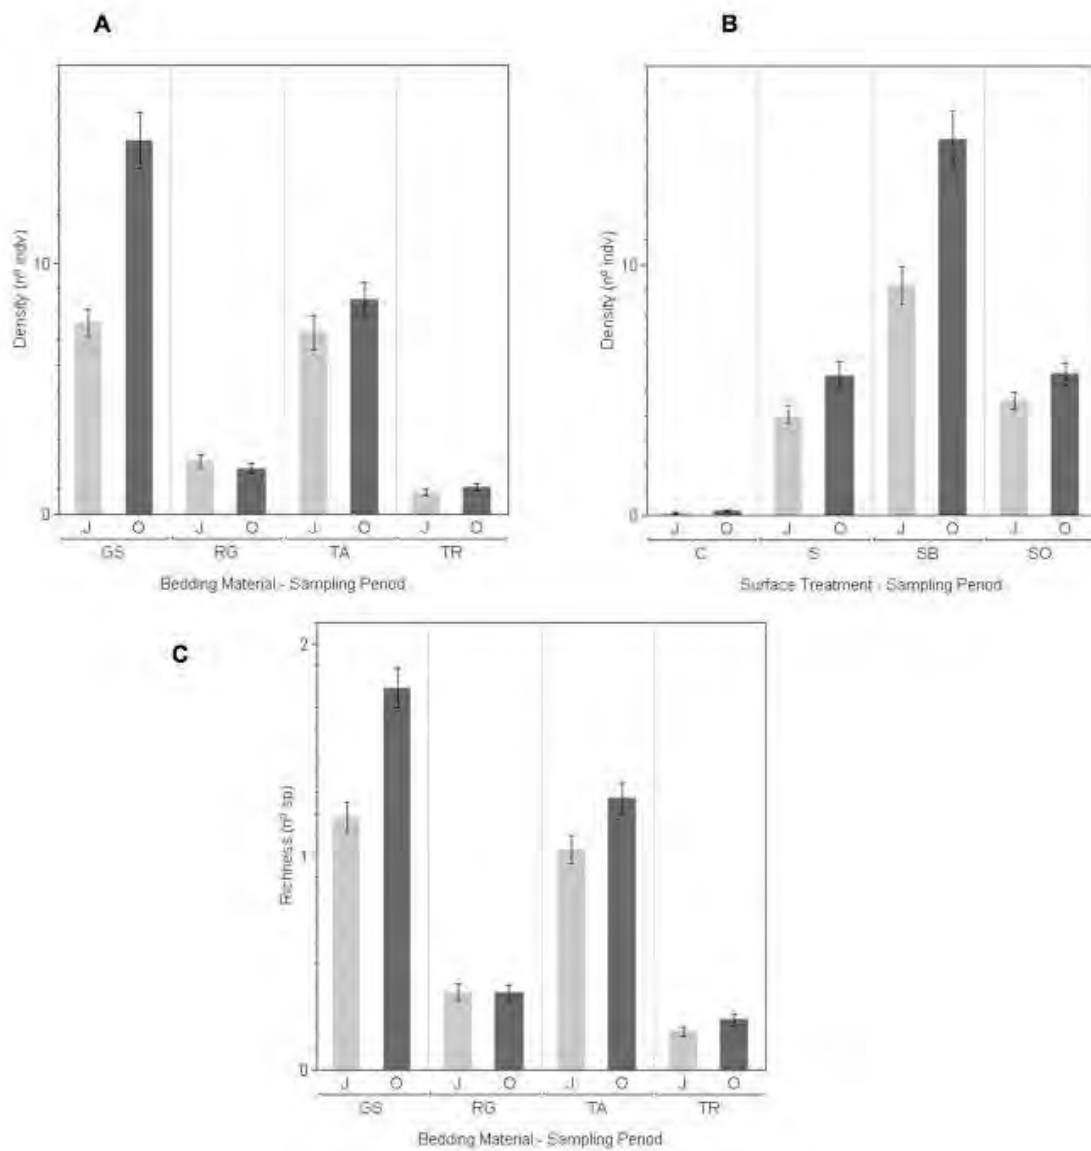 A
B
Density (nº indv)
10
0
J O J O J O J O
GS RG TA TR
Bedding Material - Sampling Period
Density (nº indv)
10
0
J O J O J O J O
C S SB SO
Surface Treatment - Sampling Period
C
Richness (nº sp)
2
1
0
J O J O J O J O
GS RG TA TR
Bedding Material - Sampling Period